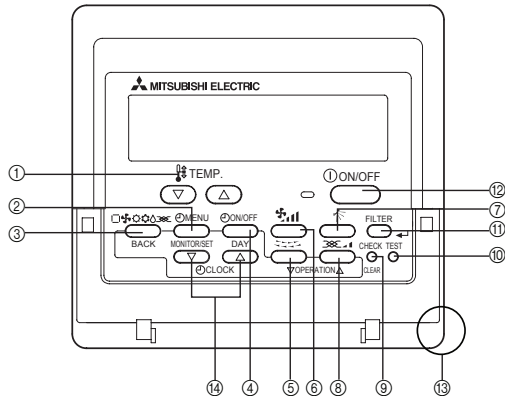 MITSUBISHI ELECTRIC
① TEMP.
ON/OFF ⑫
② MENU ON/OFF ⑦
FILTER ⑪
③ BACK MONITOR/SET DAY CHECK TEST ⑩
CLOCK OPERATION CLEAR
⑭ ④ ⑤ ⑥ ⑧ ⑨ ⑬